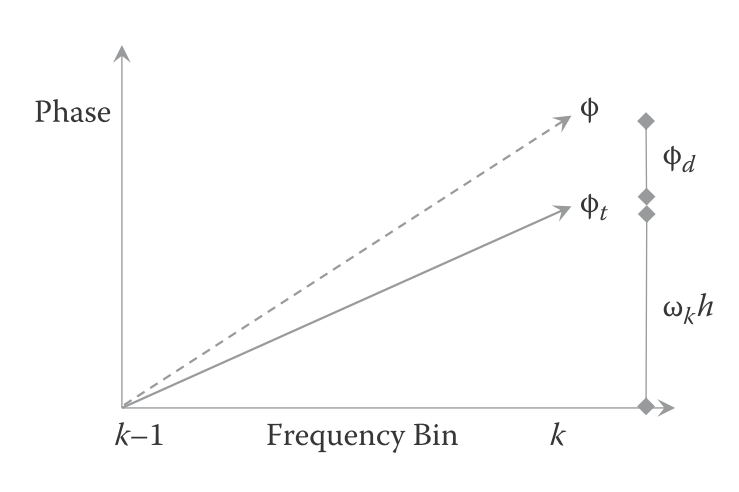 ϕ
Phase
ϕd
ϕt
ωkh
k–1
Frequency Bin
k